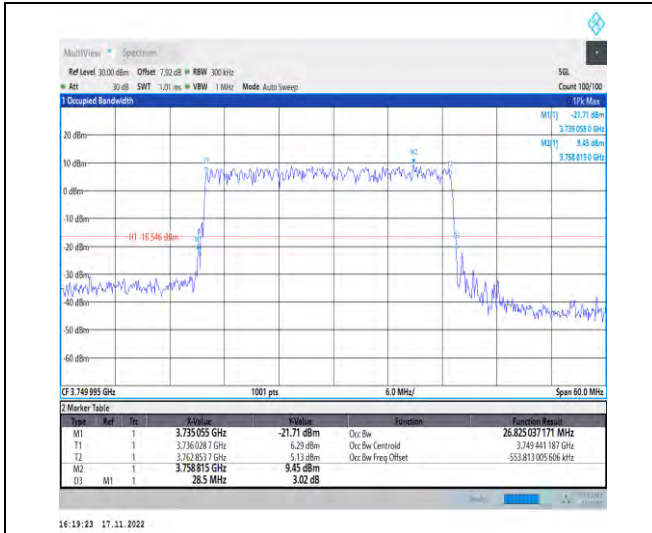 MultiView Spectrum
Ref Level 30.00 dBm Offset 7.92 dB RBW 300 kHz SGL
Att 30 dB SWT 1.01 ms VBW 1 MHz Mode Auto Sweep Count 100/100
1 Occupied Bandwidth 1Pk Max
M1[1] -21.71 dBm
3.735 055 0 GHz
M2[1] 9.45 dBm
3.758 815 0 GHz
20 dBm
M2
T1
10 dBm
0 dBm
-10 dBm
H1 -16.546 dBm
-20 dBm
-30 dBm
-40 dBm
-50 dBm
-60 dBm
CF 3.749 995 GHz 1001 pts 6.0 MHz/ Span 60.0 MHz
2 Marker Table
Type Ref Trc X-Value Y-Value Function Function Result
M1 1 3.735 055 GHz -21.71 dBm Occ Bw 26.825 037 171 MHz
T1 1 3.736 028 7 GHz 6.29 dBm Occ Bw Centroid 3.749 441 187 GHz
T2 1 3.762 853 7 GHz 5.13 dBm Occ Bw Freq Offset -553.813 005 606 kHz
M2 1 3.758 815 GHz 9.45 dBm
D3 M1 1 28.5 MHz 3.02 dB
16:19:23 17.11.2022